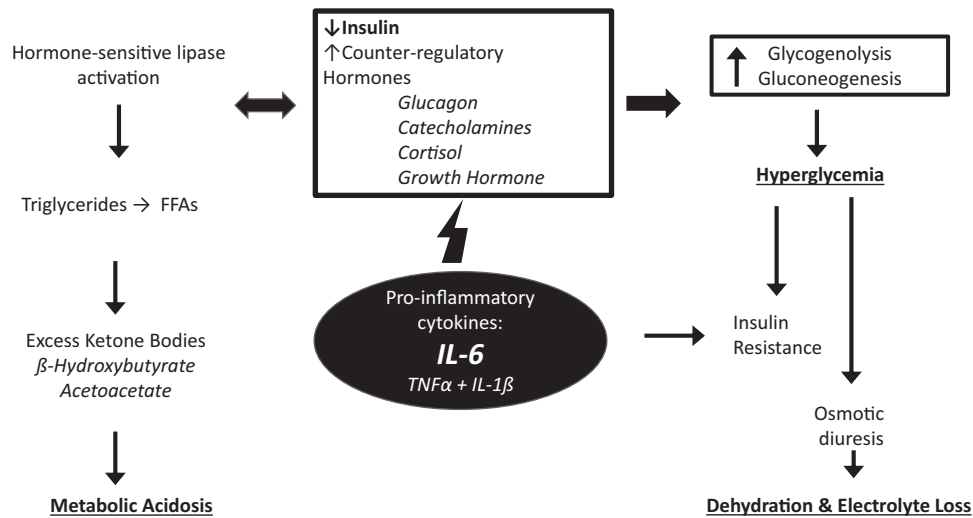 Hormone-sensitive lipase
activation
Triglycerides → FFAs
Excess Ketone Bodies
ß-Hydroxybutyrate
Acetoacetate
Metabolic Acidosis
↓Insulin
↑Counter-regulatory
Hormones
Glucagon
Catecholamines
Cortisol
Growth Hormone
Pro-inflammatory
cytokines:
IL-6
TNFα + IL-1ß
Glycogenolysis
Gluconeogenesis
Hyperglycemia
Insulin
Resistance
Osmotic
diuresis
Dehydration & Electrolyte Loss